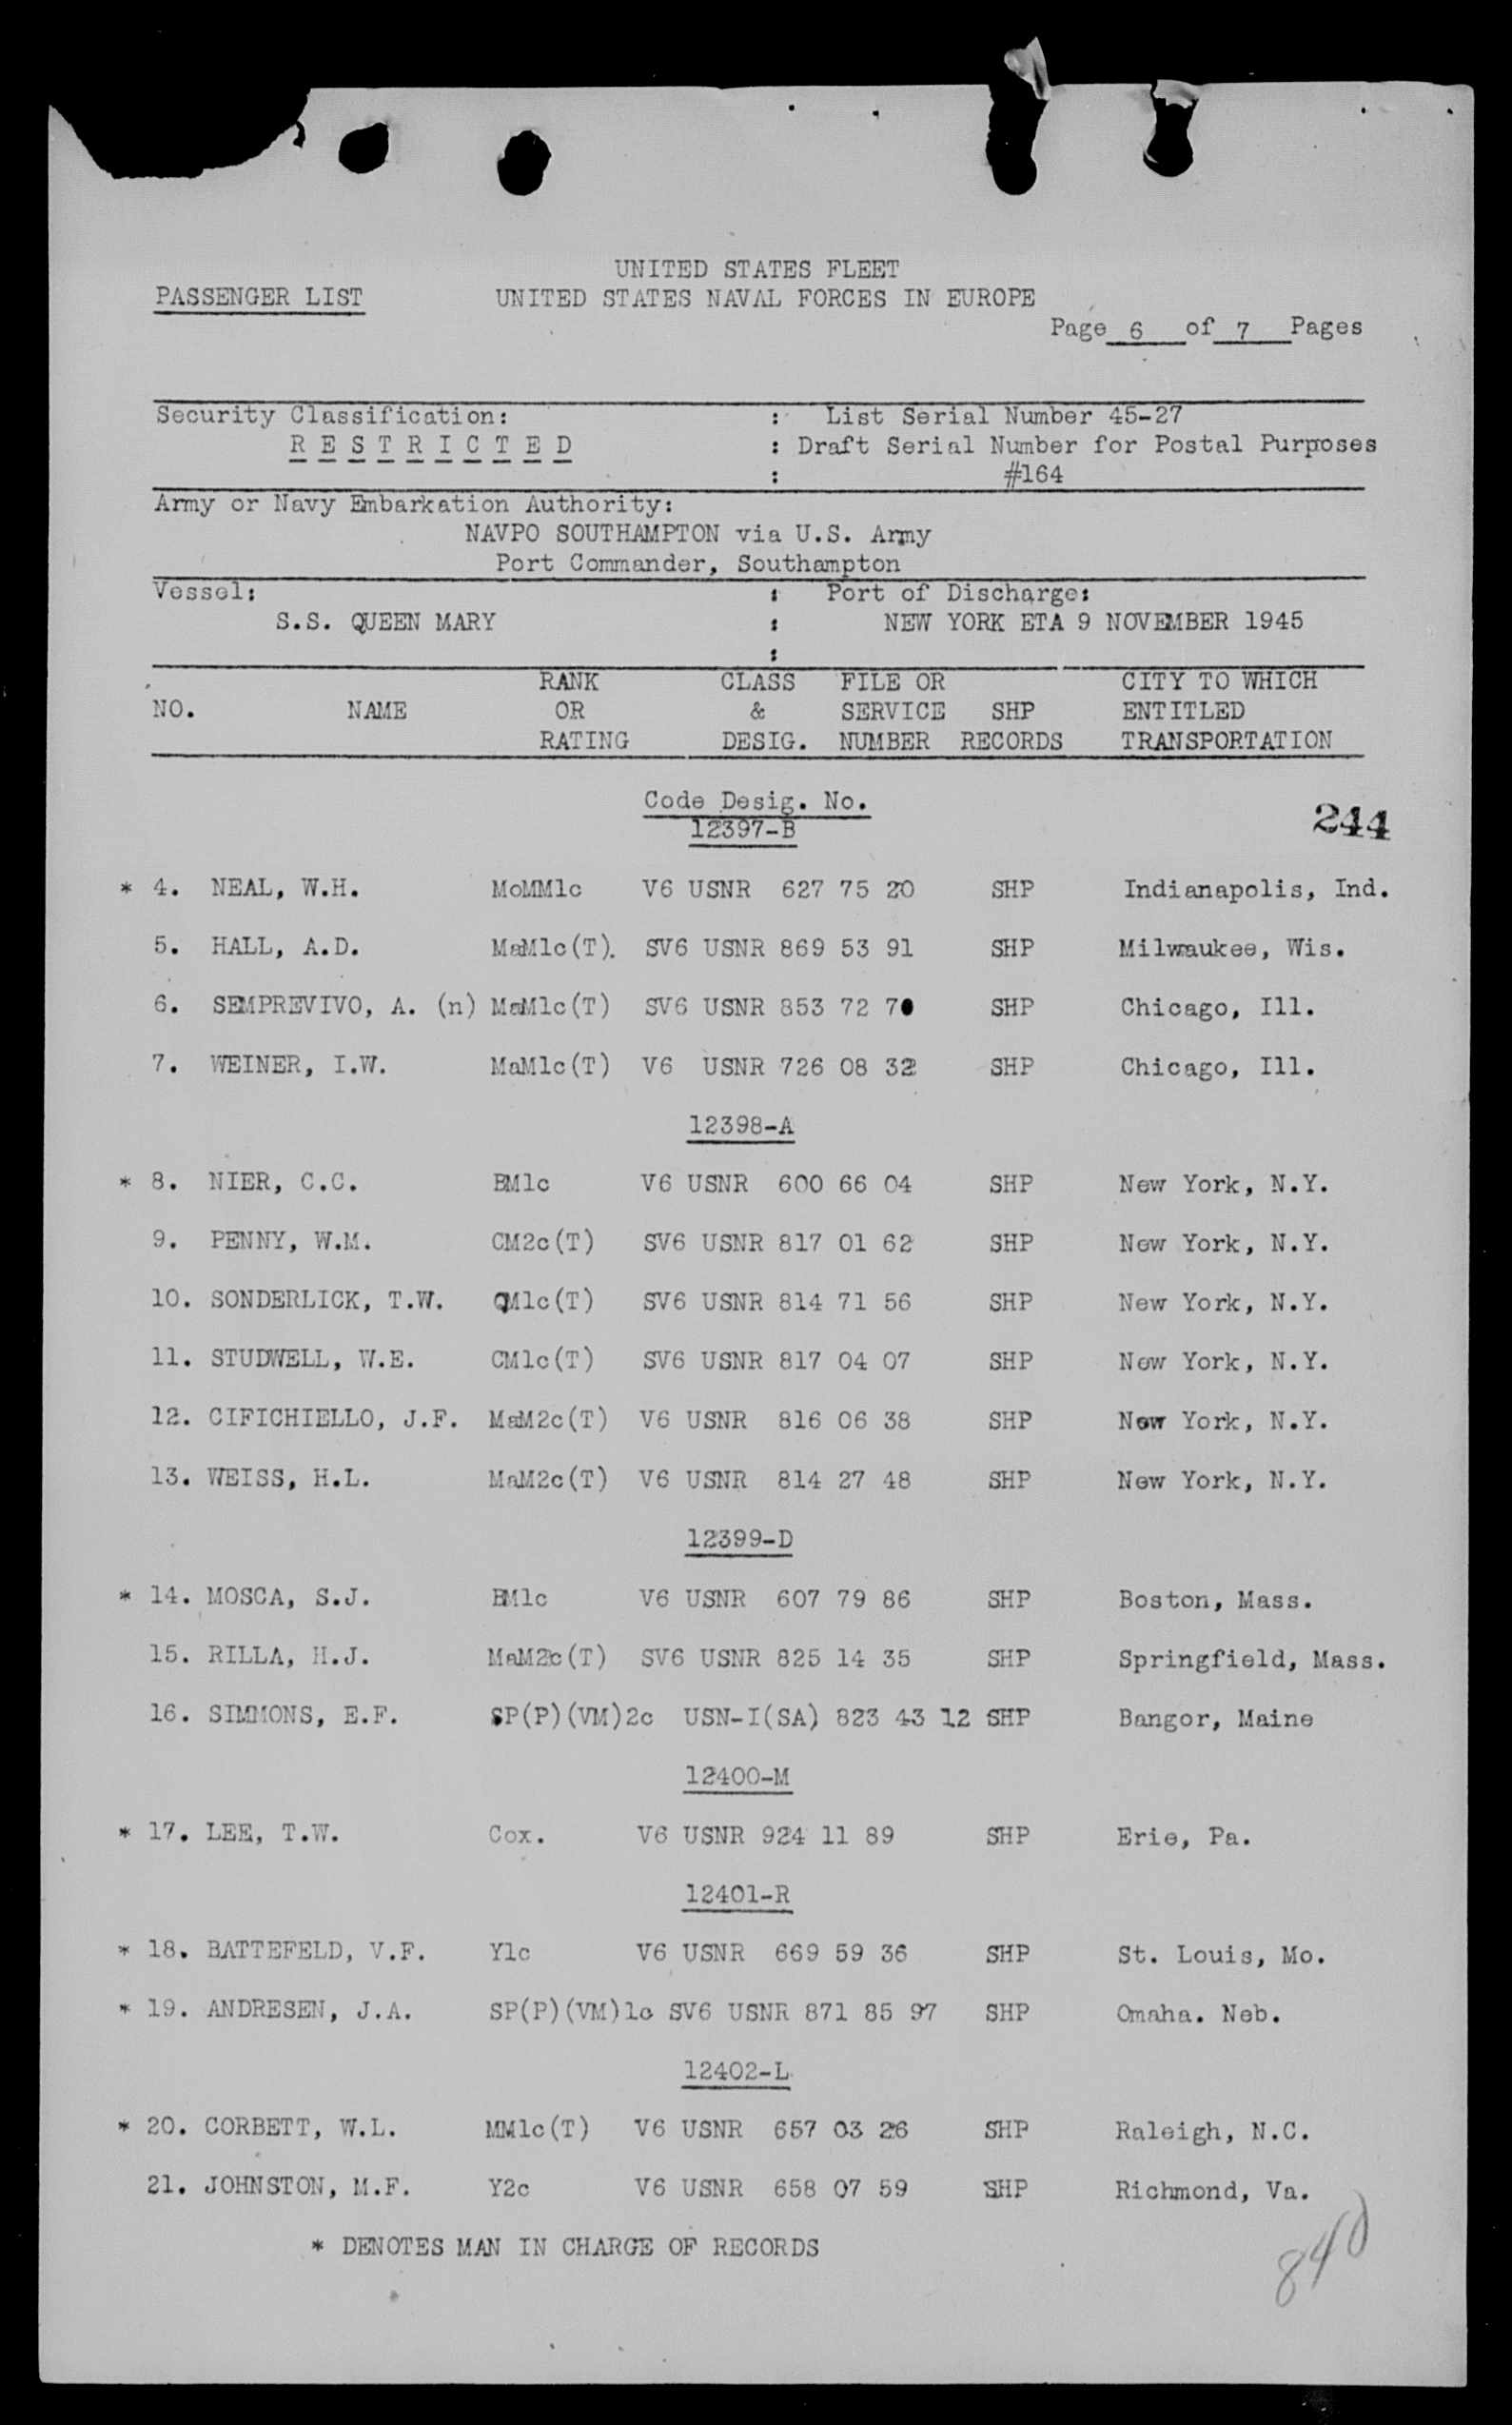 UNITED STATES FLEET
PASSENGER LIST UNITED STATES NAVAL FORCES IN EUROPE
Page 6 of 7 Pages
Security Classification: : List Serial Number 45-27
R E S T R I C T E D : Draft Serial Number for Postal Purposes
: #164
Army or Navy Embarkation Authority:
NAVPO SOUTHAMPTON via U.S. Army
Port Commander, Southampton
Vessel: : Port of Discharge:
S.S. QUEEN MARY : NEW YORK ETA 9 NOVEMBER 1945
:
RANK CLASS FILE OR CITY TO WHICH
NO. NAME OR & SERVICE SHP ENTITLED
RATING DESIG. NUMBER RECORDS TRANSPORTATION
Code Desig. No.
12397-B 244
* 4. NEAL, W.H. MoMM1c V6 USNR 627 75 20 SHP Indianapolis, Ind.
5. HALL, A.D. MaM1c(T). SV6 USNR 869 53 91 SHP Milwaukee, Wis.
6. SEMPREVIVO, A. (n) MaM1c(T) SV6 USNR 853 72 70 SHP Chicago, Ill.
7. WEINER, I.W. MaM1c(T) V6 USNR 726 08 32 SHP Chicago, Ill.
12398-A
* 8. NIER, C.C. BM1c V6 USNR 600 66 04 SHP New York, N.Y.
9. PENNY, W.M. CM2c(T) SV6 USNR 817 01 62 SHP New York, N.Y.
10. SONDERLICK, T.W. QM1c(T) SV6 USNR 814 71 56 SHP New York, N.Y.
11. STUDWELL, W.E. CM1c(T) SV6 USNR 817 04 07 SHP New York, N.Y.
12. CIFICHIELLO, J.F. MaM2c(T) V6 USNR 816 06 38 SHP New York, N.Y.
13. WEISS, H.L. MaM2c(T) V6 USNR 814 27 48 SHP New York, N.Y.
12399-D
* 14. MOSCA, S.J. BM1c V6 USNR 607 79 86 SHP Boston, Mass.
15. RILLA, H.J. MaM2c(T) SV6 USNR 825 14 35 SHP Springfield, Mass.
16. SIMMONS, E.F. SP(P)(VM)2c USN-I(SA) 823 43 12 SHP Bangor, Maine
12400-M
* 17. LEE, T.W. Cox. V6 USNR 924 11 89 SHP Erie, Pa.
12401-R
* 18. BATTEFELD, V.F. Y1c V6 USNR 669 59 36 SHP St. Louis, Mo.
* 19. ANDRESEN, J.A. SP(P)(VM)1c SV6 USNR 871 85 97 SHP Omaha. Neb.
12402-L
* 20. CORBETT, W.L. MM1c(T) V6 USNR 657 03 26 SHP Raleigh, N.C.
21. JOHNSTON, M.F. Y2c V6 USNR 658 07 59 SHP Richmond, Va.
* DENOTES MAN IN CHARGE OF RECORDS
840